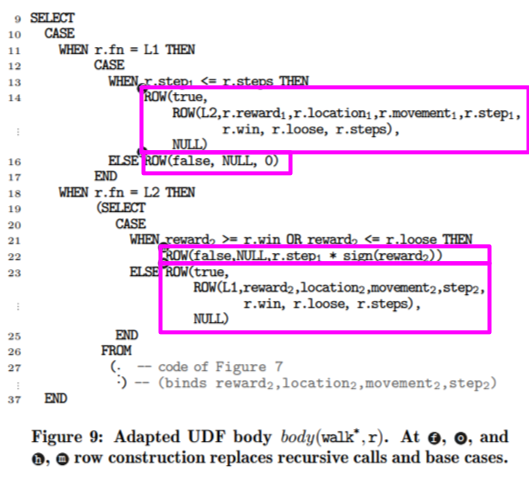 9 SELECT
10 CASE
11 WHEN r.fn = L1 THEN
12 CASE
13 WHEN r.step₁ <= r.steps THEN
14 ROW(true,
ROW(L2,r.reward₁,r.location₁,r.movement₁,r.step₁,
⋮ r.win, r.loose, r.steps),
NULL)
16 ELSE ROW(false, NULL, 0)
17 END
18 WHEN r.fn = L2 THEN
19 (SELECT
20 CASE
21 WHEN reward₂ >= r.win OR reward₂ <= r.loose THEN
22 ROW(false,NULL,r.step₁ * sign(reward₂))
23 ELSE ROW(true,
ROW(L1,reward₂,location₂,movement₂,step₂,
⋮ r.win, r.loose, r.steps),
NULL)
25 END
26 FROM
27 (. -- code of Figure 7
⋮ :) -- (binds reward₂,location₂,movement₂,step₂)
37 END
Figure 9: Adapted UDF body body(walk*,r). At f, o, and
h, m row construction replaces recursive calls and base cases.